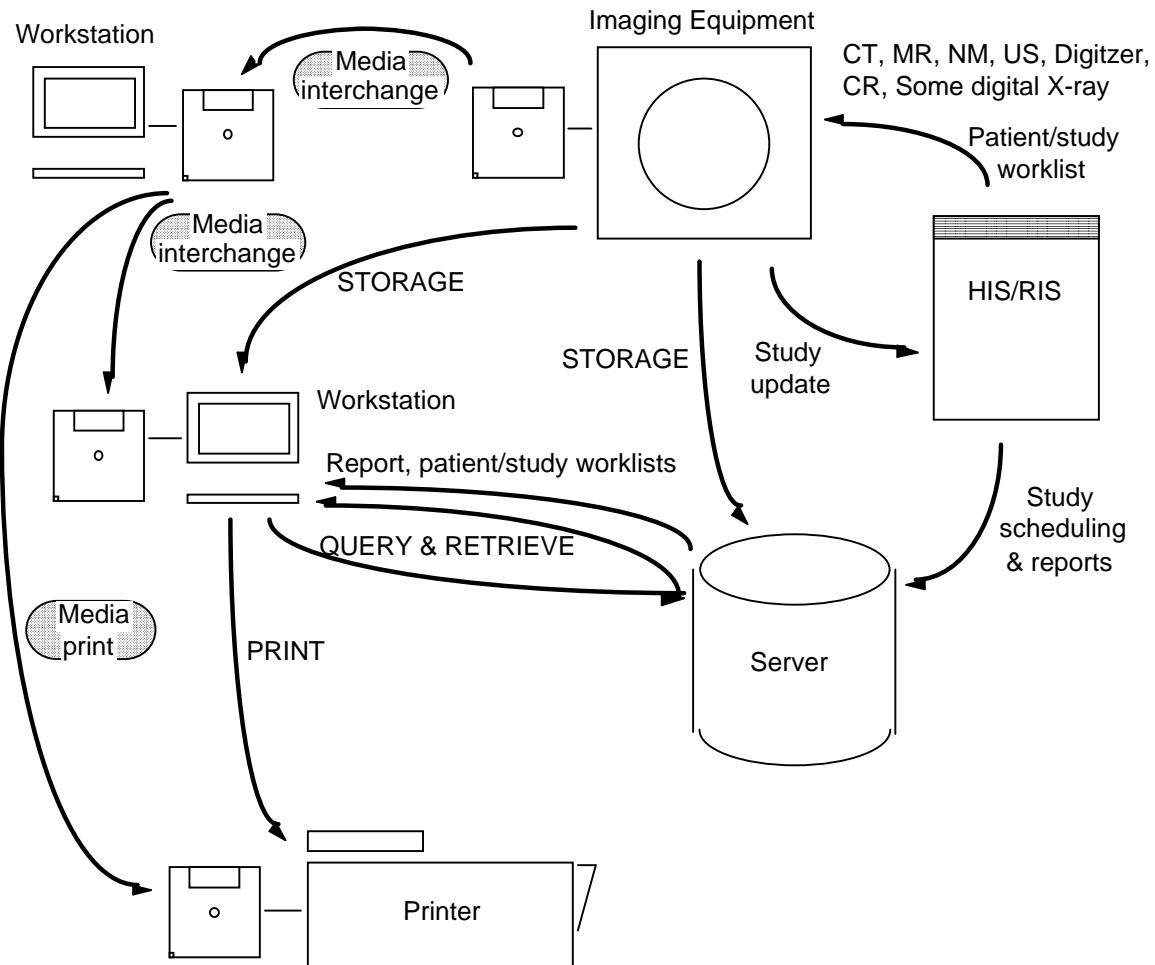 Imaging Equipment
Workstation
CT, MR, NM, US, Digitzer,
CR, Some digital X-ray
Media
interchange
Patient/study
worklist
Media
interchange
STORAGE
HIS/RIS
STORAGE
Study
update
Workstation
Report, patient/study worklists
Study
scheduling
& reports
QUERY & RETRIEVE
Media
print
PRINT
Server
Printer